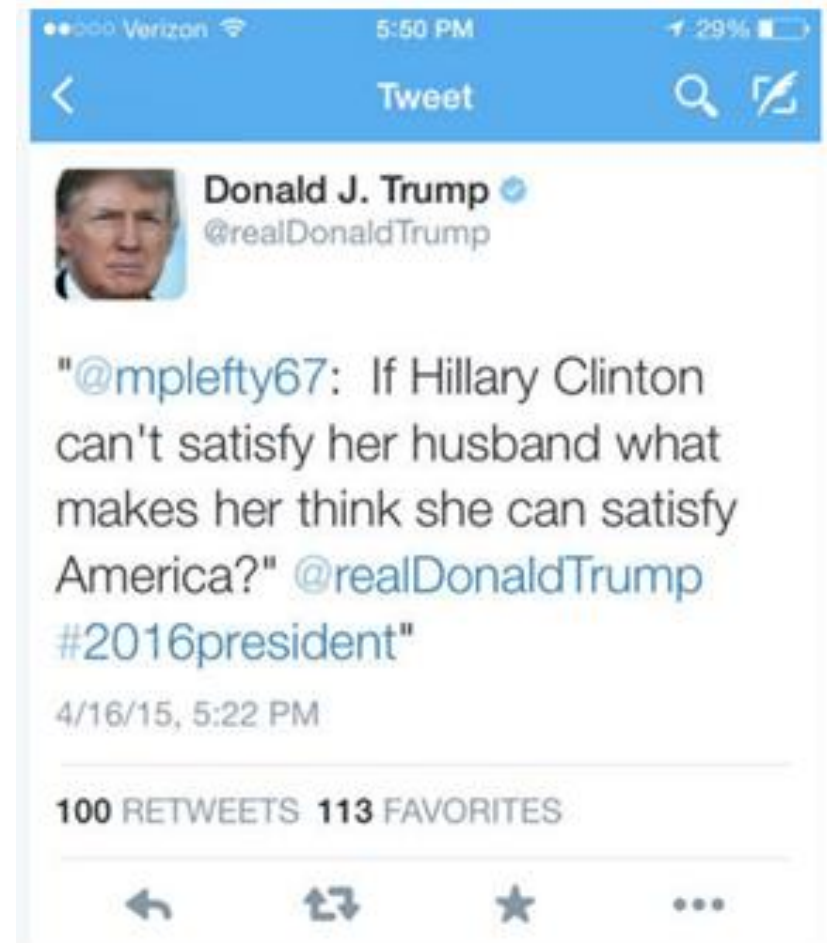 Verizon 5:50 PM 29%
Tweet
Donald J. Trump
@realDonaldTrump
"@mplefty67: If Hillary Clinton
can't satisfy her husband what
makes her think she can satisfy
America?" @realDonaldTrump
#2016president"
4/16/15, 5:22 PM
100 RETWEETS 113 FAVORITES